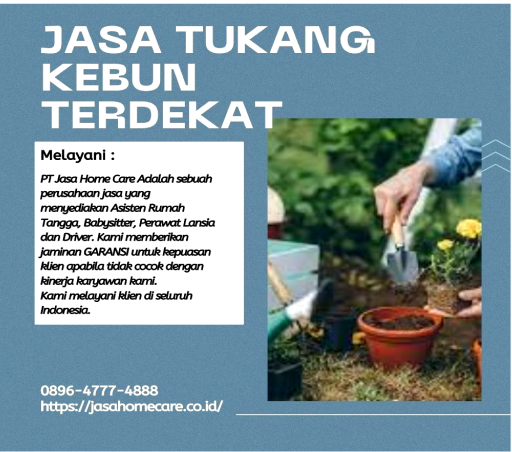 JASA TUKANG
KEBUN
TERDEKAT
Melayani :
PT Jasa Home Care Adalah sebuah
perusahaan jasa yang
menyediakan Asisten Rumah
Tangga, Babysitter, Perawat Lansia
dan Driver. Kami memberikan
jaminan GARANSI untuk kepuasan
klien apabila tidak cocok dengan
kinerja karyawan kami.
Kami melayani klien di seluruh
Indonesia.
0896-4777-4888
https://jasahomecare.co.id/